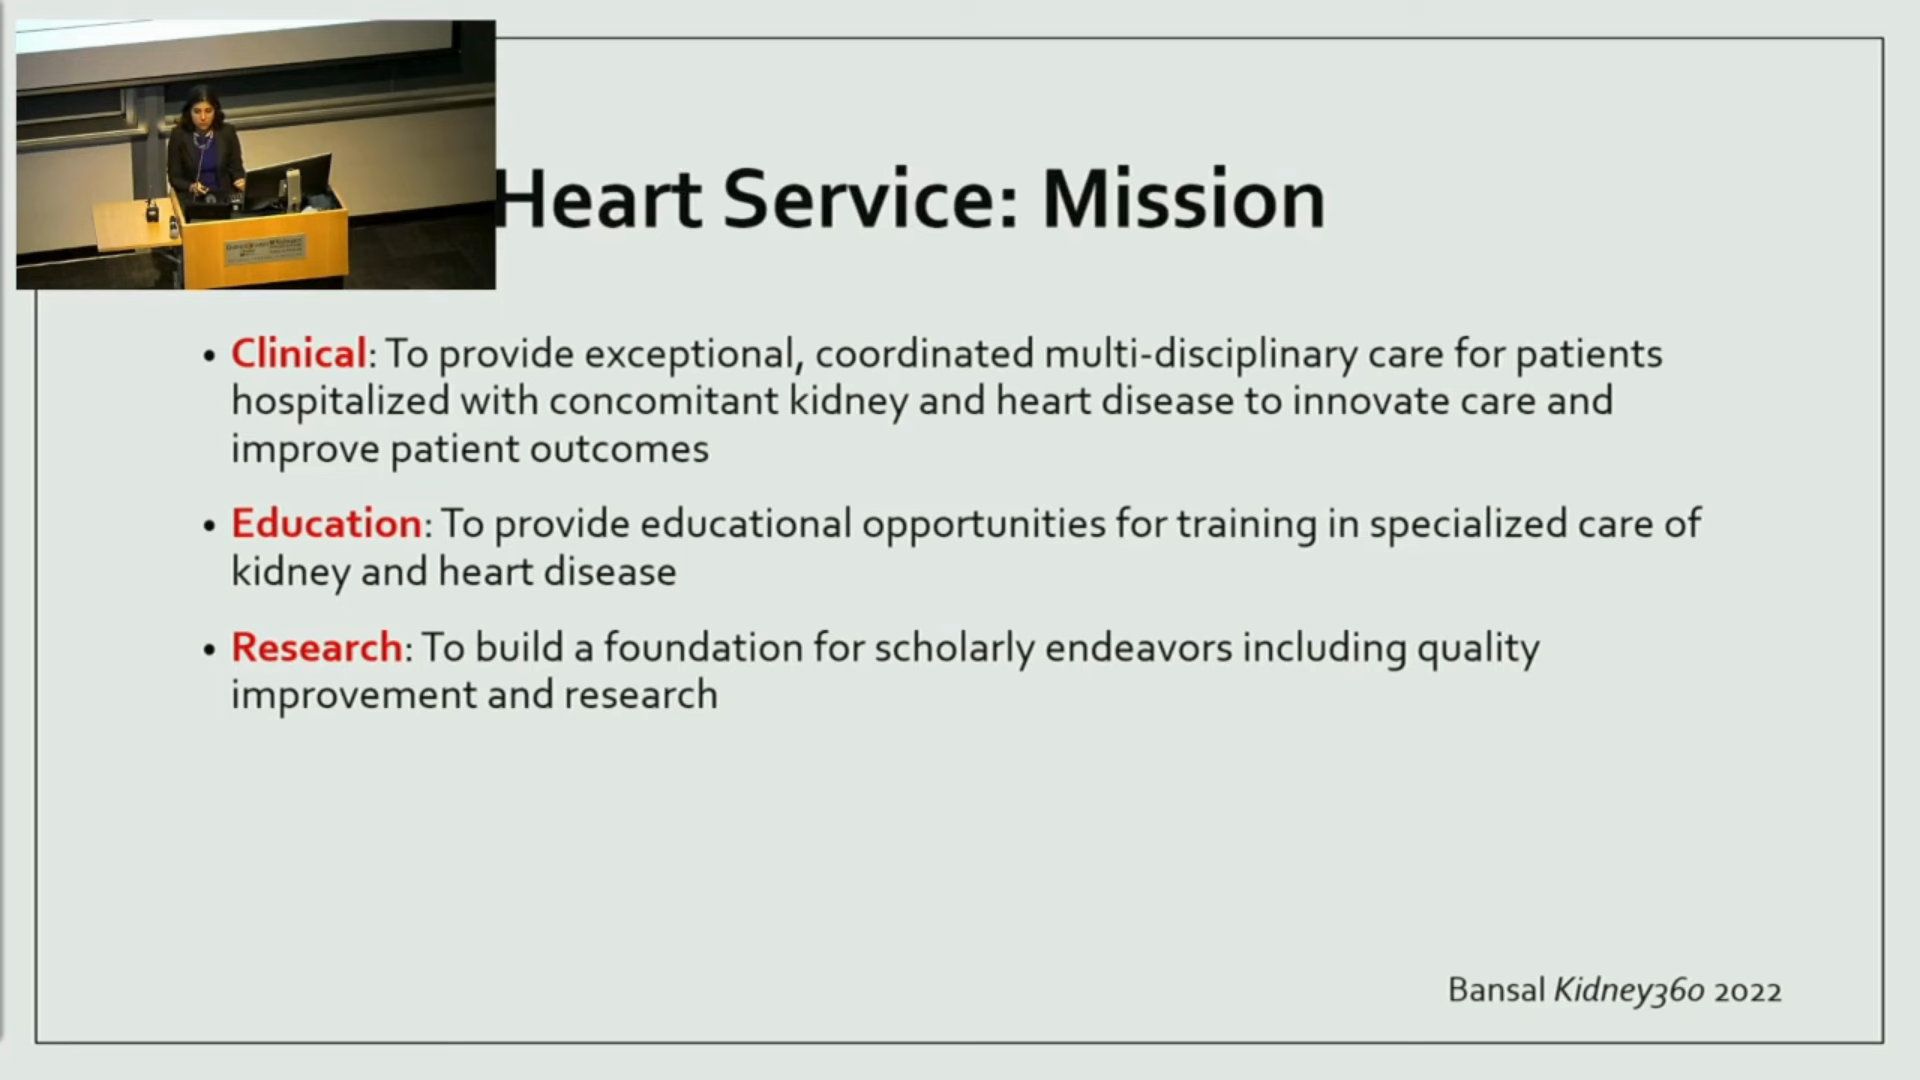 Heart Service: Mission
• Clinical: To provide exceptional, coordinated multi-disciplinary care for patients
hospitalized with concomitant kidney and heart disease to innovate care and
improve patient outcomes
• Education: To provide educational opportunities for training in specialized care of
kidney and heart disease
• Research: To build a foundation for scholarly endeavors including quality
improvement and research
Bansal Kidney360 2022